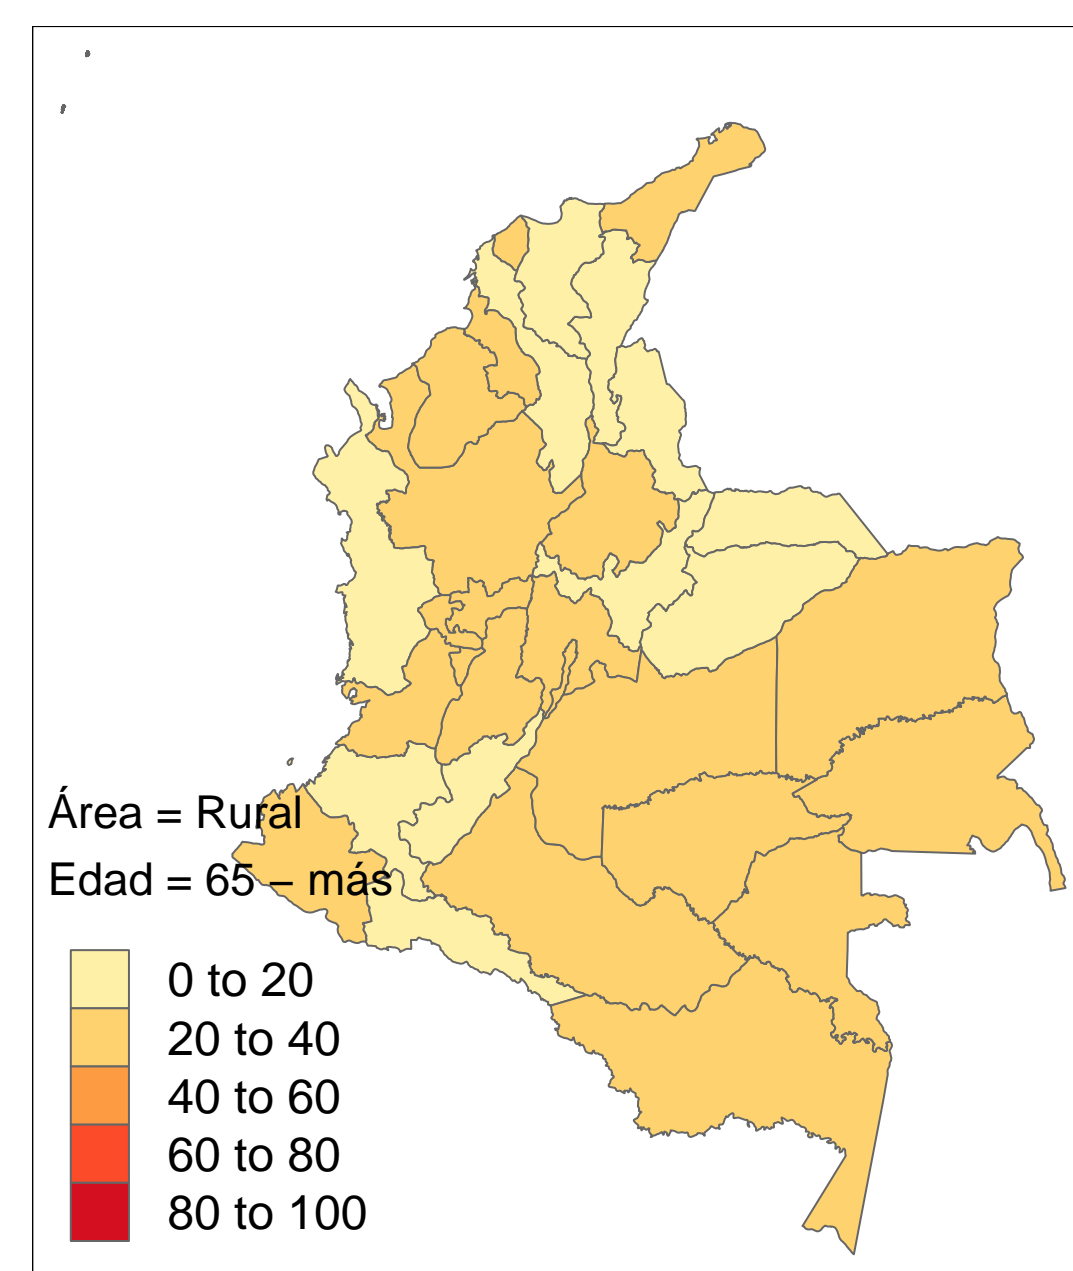 Área = Rural
Edad = 65 – más
0 to 20
20 to 40
40 to 60
60 to 80
80 to 100